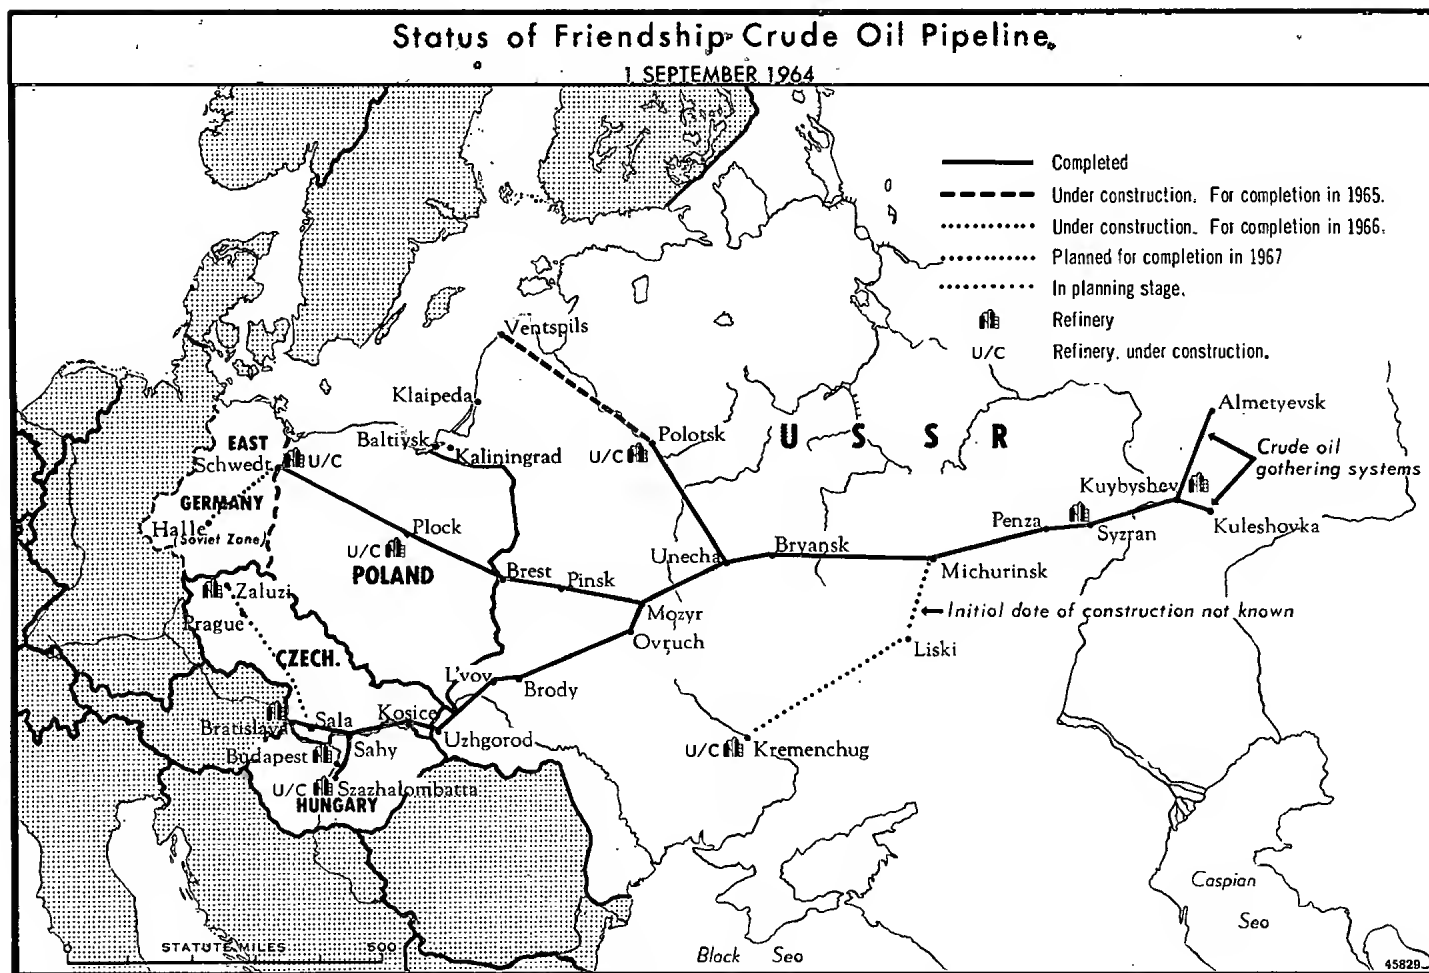 Status of Friendship Crude Oil Pipeline
1 SEPTEMBER 1964
Completed
Under construction. For completion in 1965.
Under construction. For completion in 1966.
Planned for completion in 1967
In planning stage.
Refinery
U/C Refinery, under construction.
Ventspils
Klaipeda
Baltiysk
Kaliningrad
Polotsk
U/C
U S S R
Almetyevsk
Crude oil
gothering systems
Kuybyshev
Kuleshovka
Syzran
Penza
Michurinsk
Bryansk
Unecha
EAST
Schwedt
U/C
GERMANY
Halle
(Soviet Zone)
Plock
U/C
POLAND
Brest
Pinsk
Mozyr
Ovruch
Initial date of construction not known
Liski
Zaluzi
Prague
CZECH.
L'vov
Brody
Kosice
Uzhgorod
Bratislava
Sala
Sahy
Budapest
U/C
Szazhalombatta
HUNGARY
U/C
Kremenchug
Caspian
Seo
Black Seo
0
STATUTE MILES
500
45829